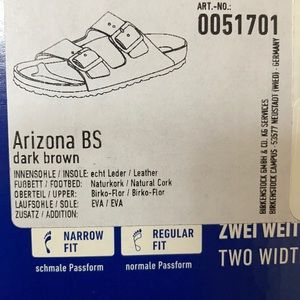 ART.-NO.:
0051701
Arizona BS
dark brown
INNENSOHLE / INSOLE: echt Leder / Leather
FUßBETT / FOOTBED: Naturkork / Natural Cork
OBERTEIL / UPPER: Birko-Flor / Birko-Flor
LAUFSOHLE / SOLE: EVA / EVA
ZUSATZ / ADDITION:
BIRKENSTOCK GMBH & CO. KG SERVICES
BIRKENSTOCK CAMPUS - 53577 NEUSTADT (WIED) - GERMANY
NARROW
FIT
schmale Passform
REGULAR
FIT
normale Passform
ZWEI WEIT
TWO WIDT